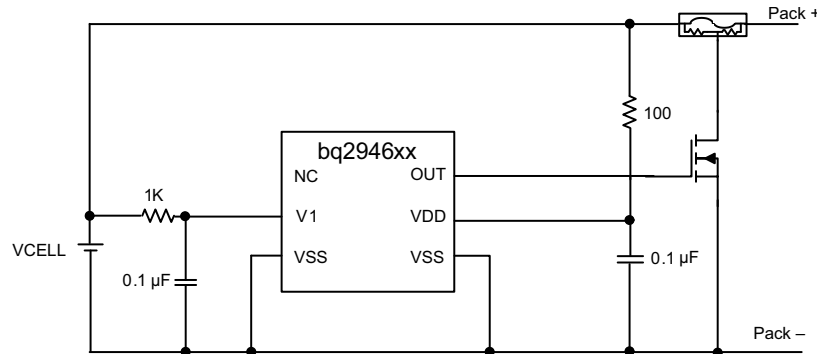 Pack +
100
bq2946xx
NC
OUT
1K
V1
VDD
VCELL
VSS
VSS
0.1 µF
0.1 µF
Pack –